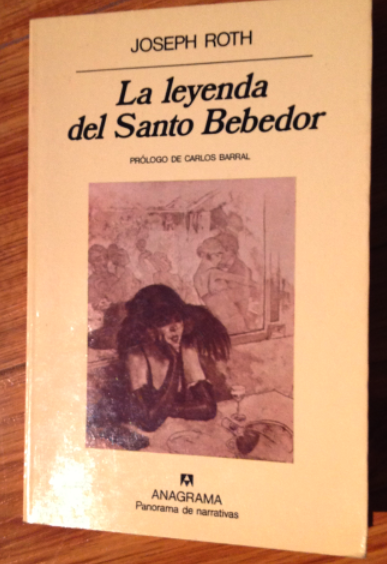 JOSEPH ROTH
La leyenda
del Santo Bebedor
PRÓLOGO DE CARLOS BARRAL
ANAGRAMA
Panorama de narrativas